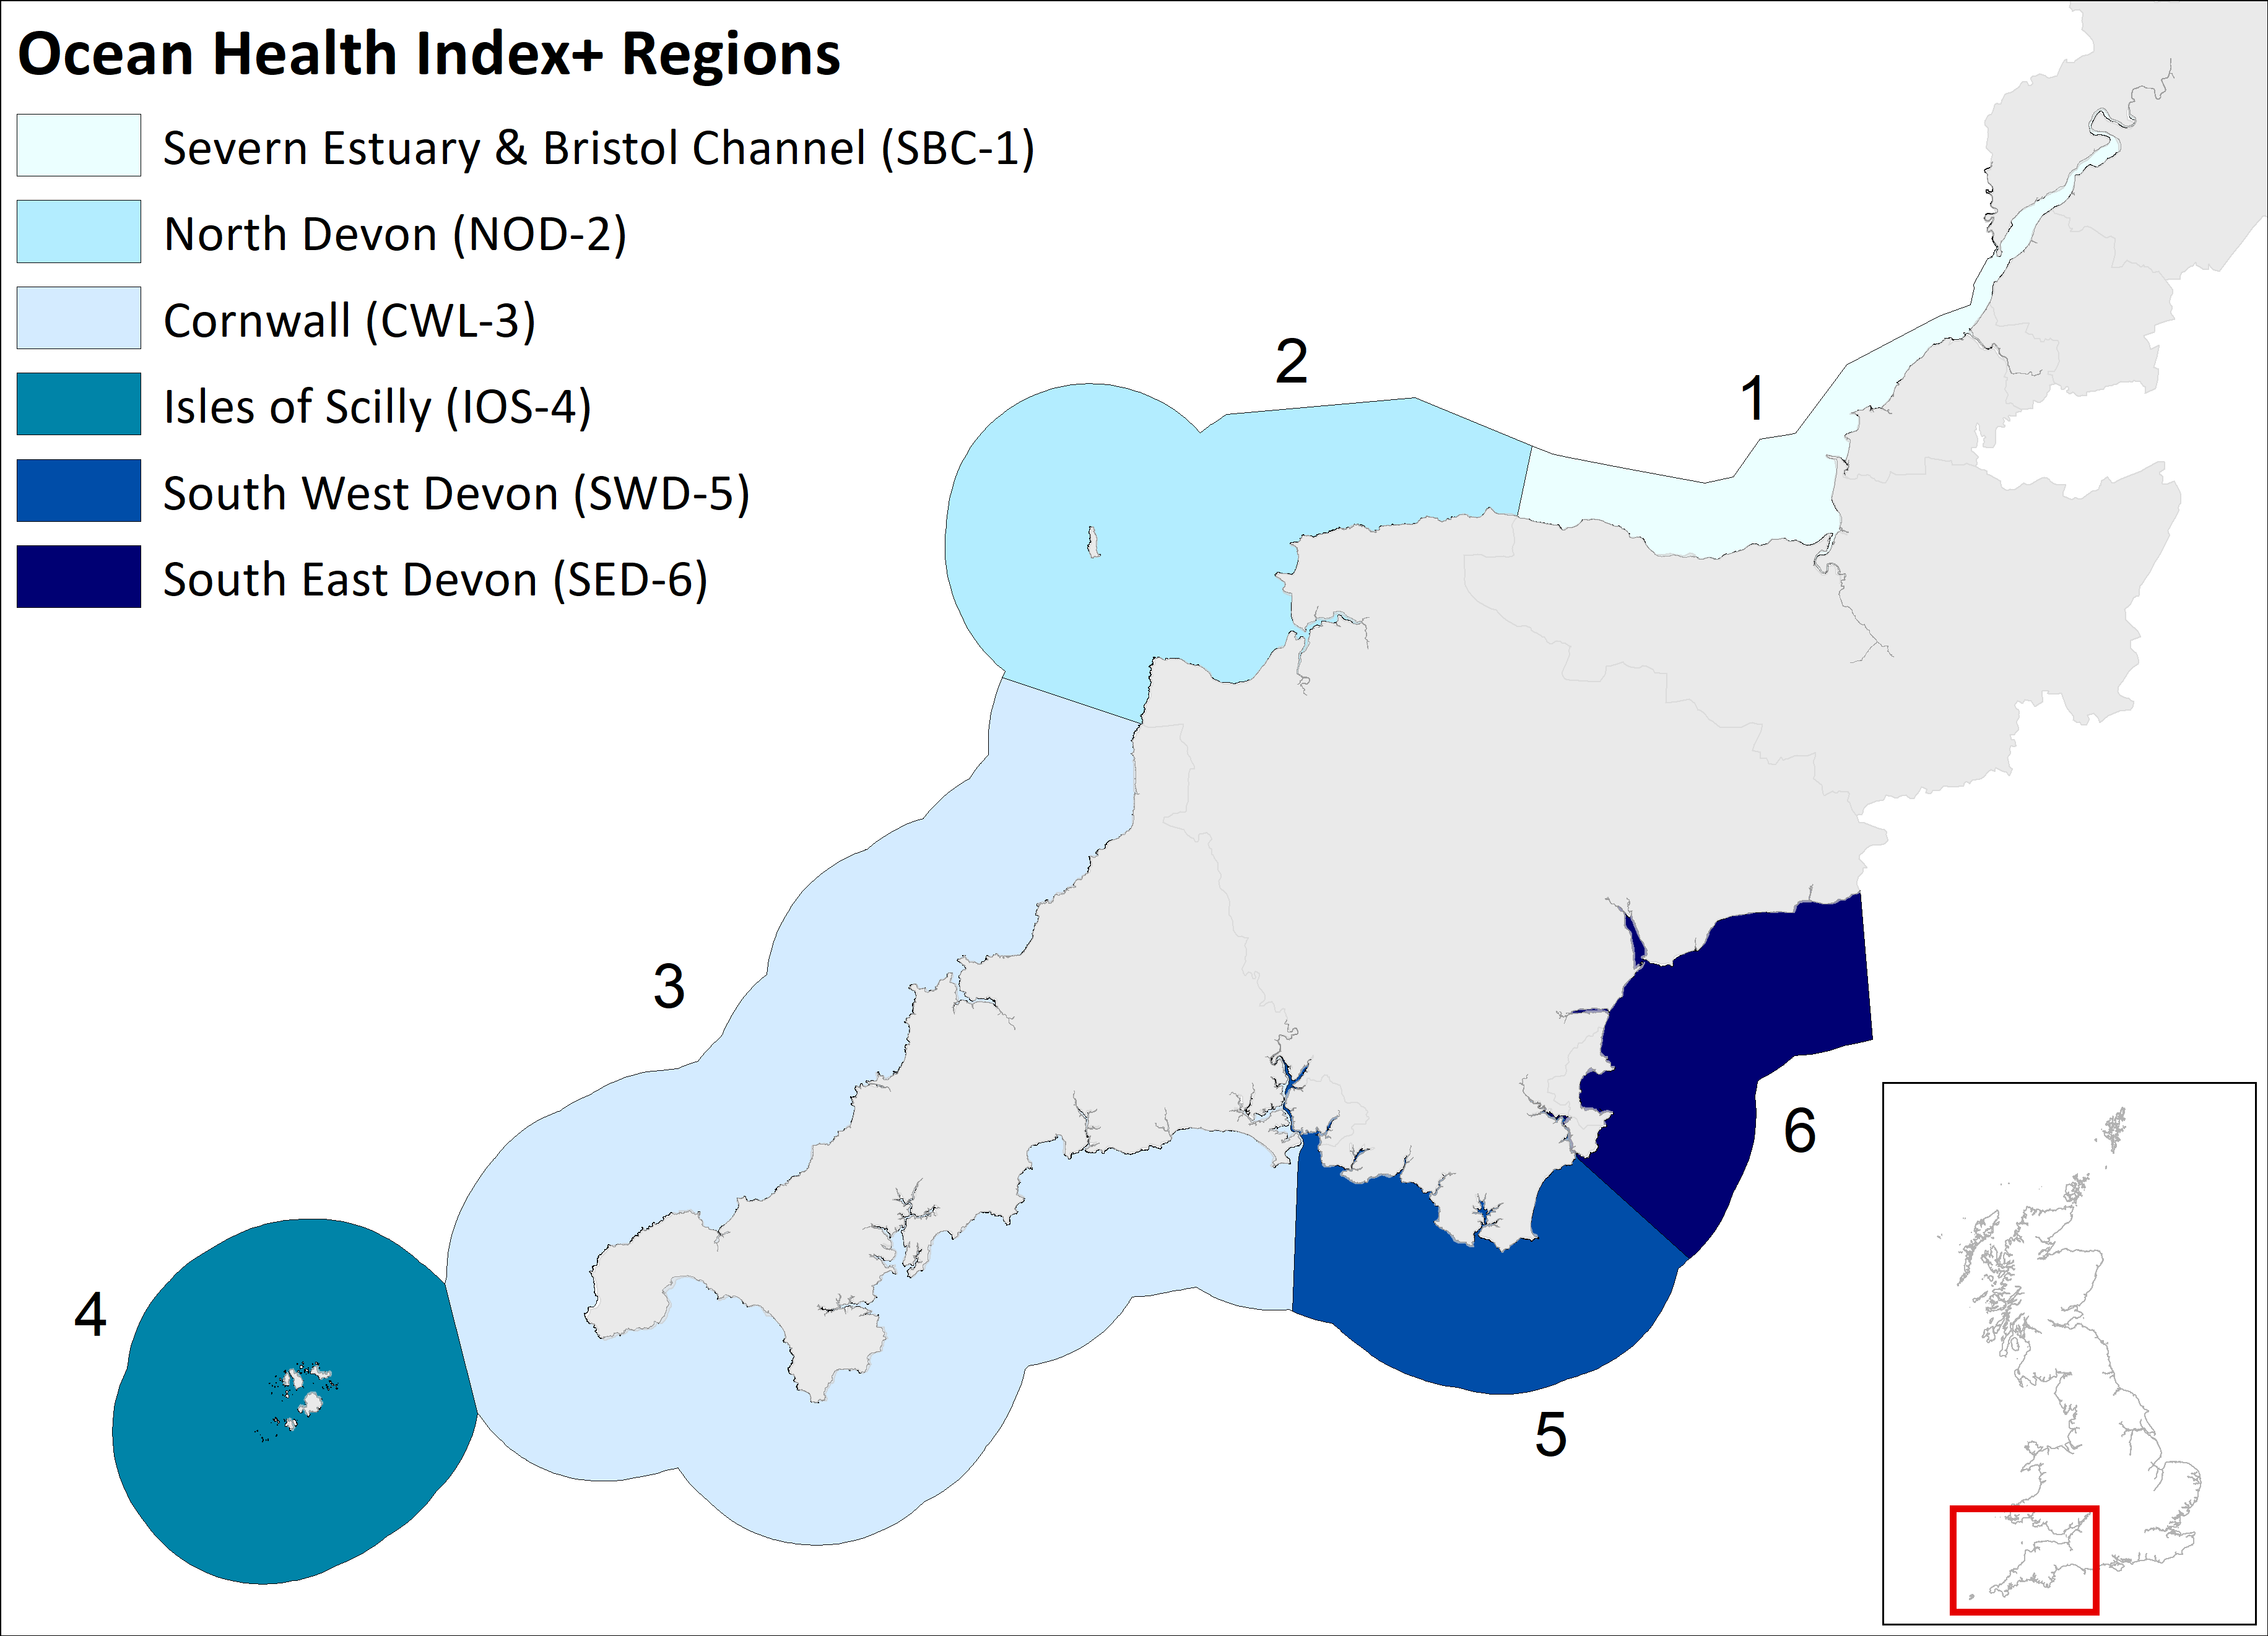 Ocean Health Index+ Regions
Severn Estuary & Bristol Channel (SBC-1)
North Devon (NOD-2)
Cornwall (CWL-3)
Isles of Scilly (IOS-4)
South West Devon (SWD-5)
South East Devon (SED-6)
2
1
3
6
4
5